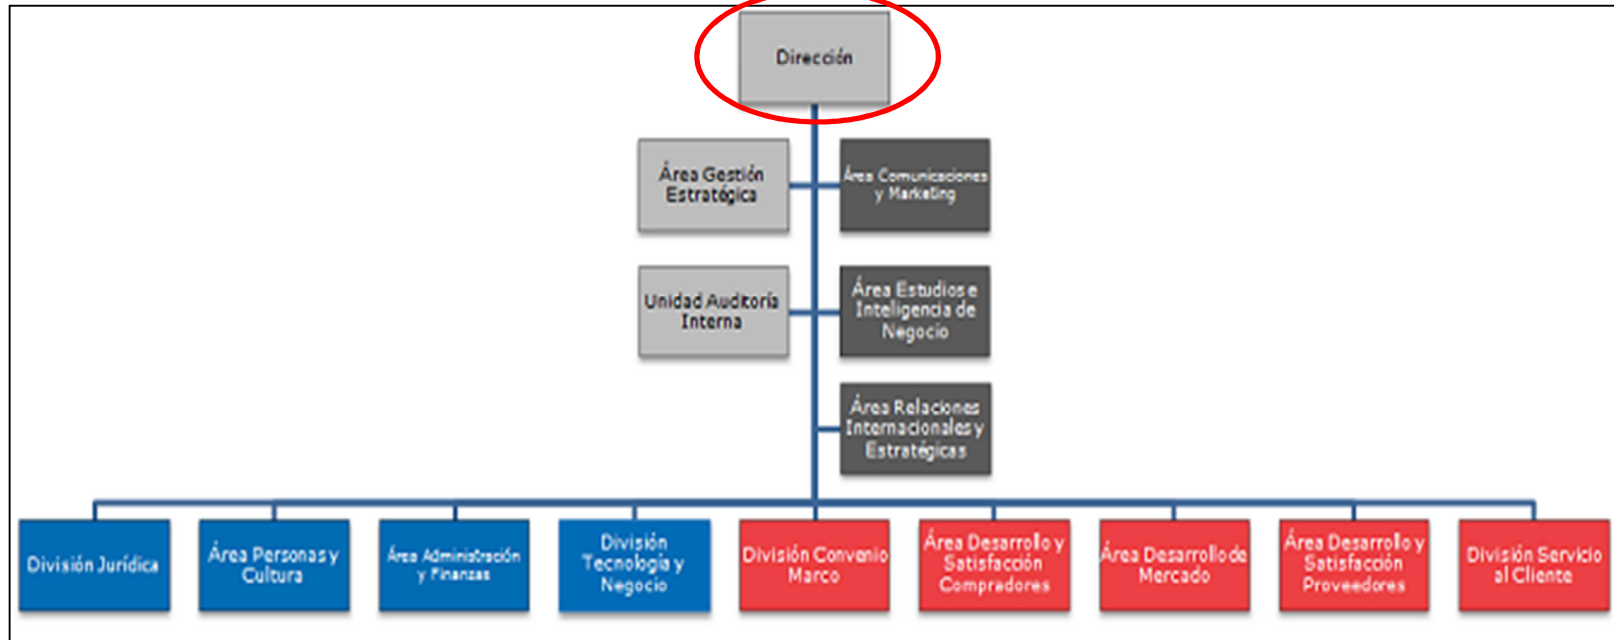 Dirección
Área Gestión
Estratégica
Área Comunicaciones
y Marketing
Unidad Auditoría
Interna
Área Estudios e
Inteligencia de
Negocio
Área Relaciones
Internacionales y
Estratégicas
División Jurídica
Área Personas y
Cultura
Área Administración
y Finanzas
División
Tecnología y
Negocio
División Convenio
Marco
Área Desarrollo y
Satisfacción
Compradores
Área Desarrollo de
Mercado
Área Desarrollo y
Satisfacción
Proveedores
División Servicio
al Cliente